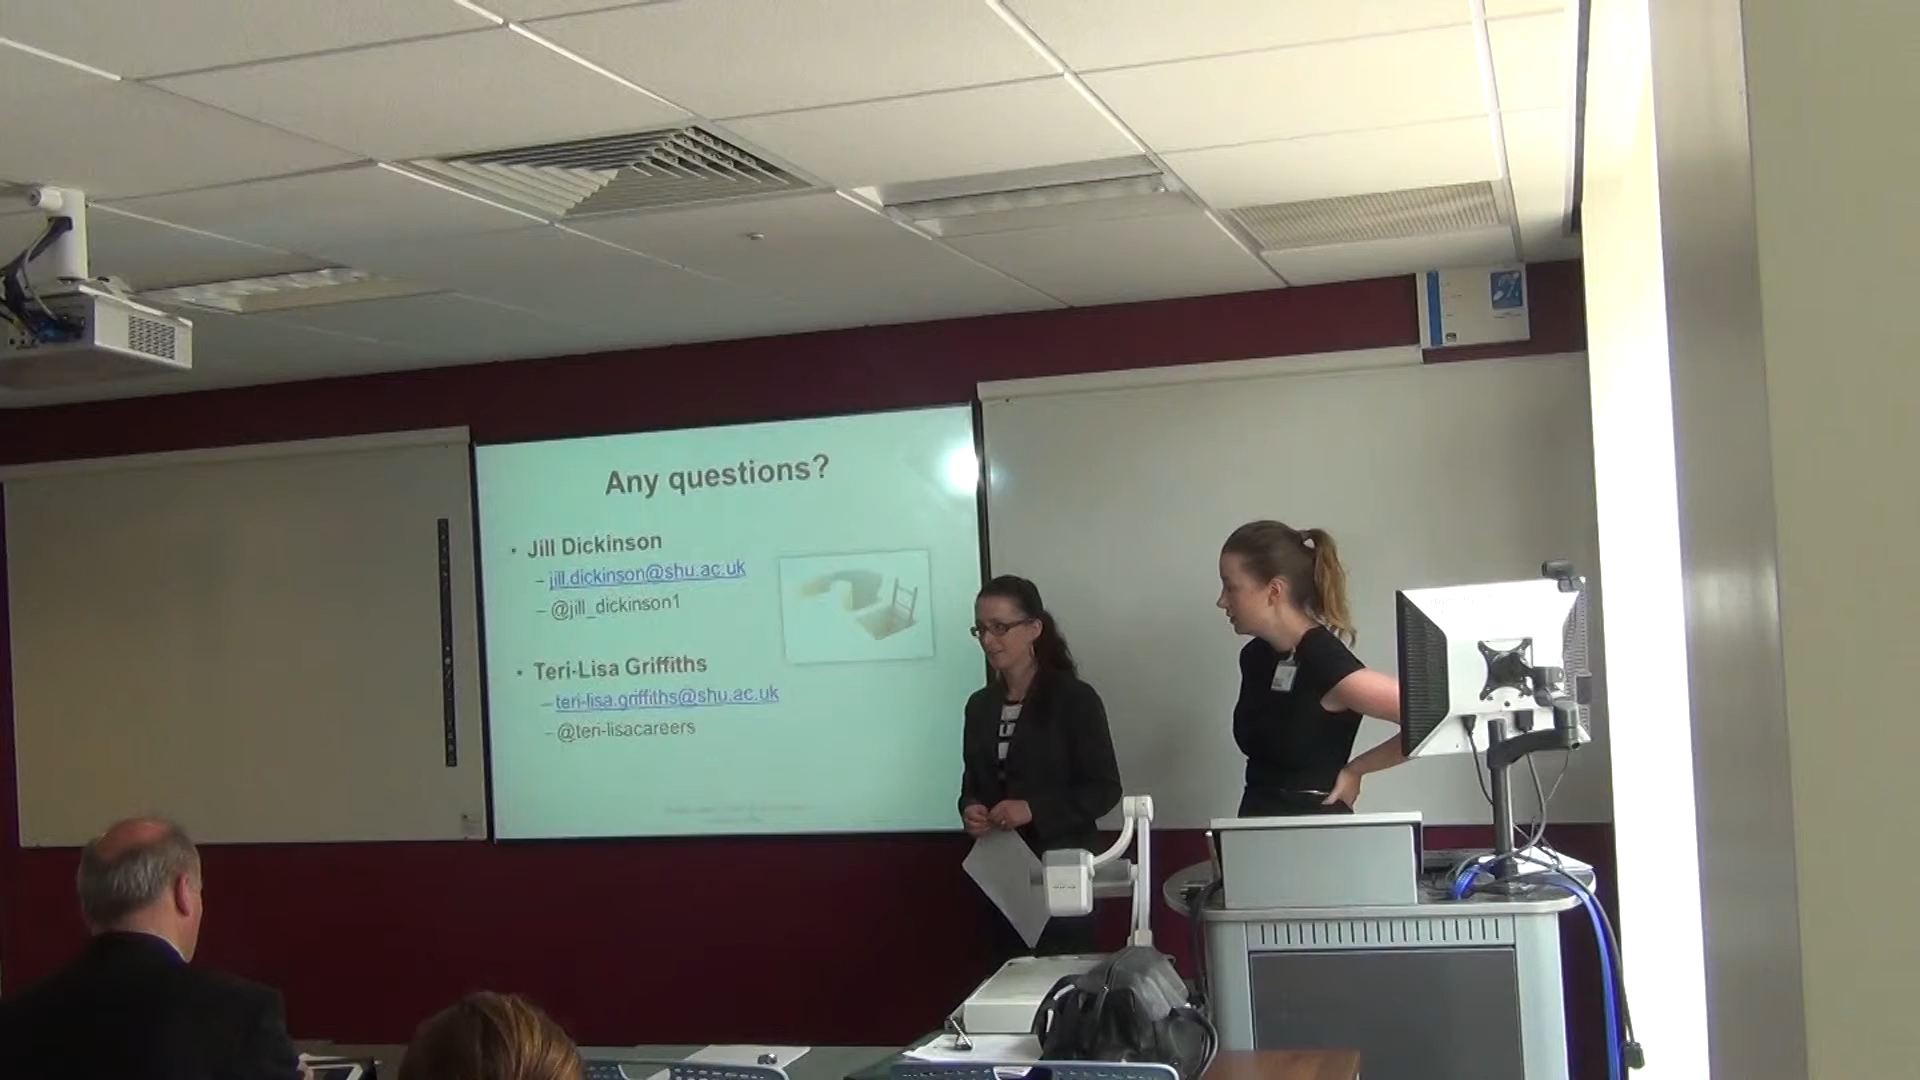 Any questions?
• Jill Dickinson
– jill.dickinson@shu.ac.uk
– @jill_dickinson1
• Teri-Lisa Griffiths
– teri-lisa.griffiths@shu.ac.uk
– @teri-lisacareers